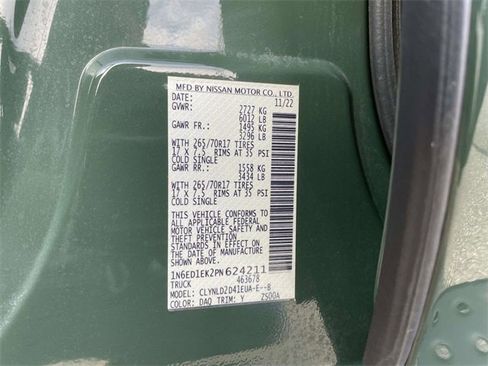 MFD BY NISSAN MOTOR CO., LTD.
DATE: 11/22
GVWR: 2727 KG
6012 LB
GAWR FR.: 1495 KG
3296 LB
WITH 265/70R17 TIRES
17 X 7.5 RIMS AT 35 PSI
COLD SINGLE
GAWR RR.: 1558 KG
3434 LB
WITH 265/70R17 TIRES
17 X 7.5 RIMS AT 35 PSI
COLD SINGLE
THIS VEHICLE CONFORMS TO
ALL APPLICABLE FEDERAL
MOTOR VEHICLE SAFETY
AND THEFT PREVENTION
STANDARDS IN EFFECT ON
THE DATE OF MANUFACTURE
SHOWN ABOVE.
1N6ED1EK2PN624211
TRUCK 463678
MODEL: CLYNLD2D41EUA-E--B
COLOR: DAQ TRIM: Y ZS00A